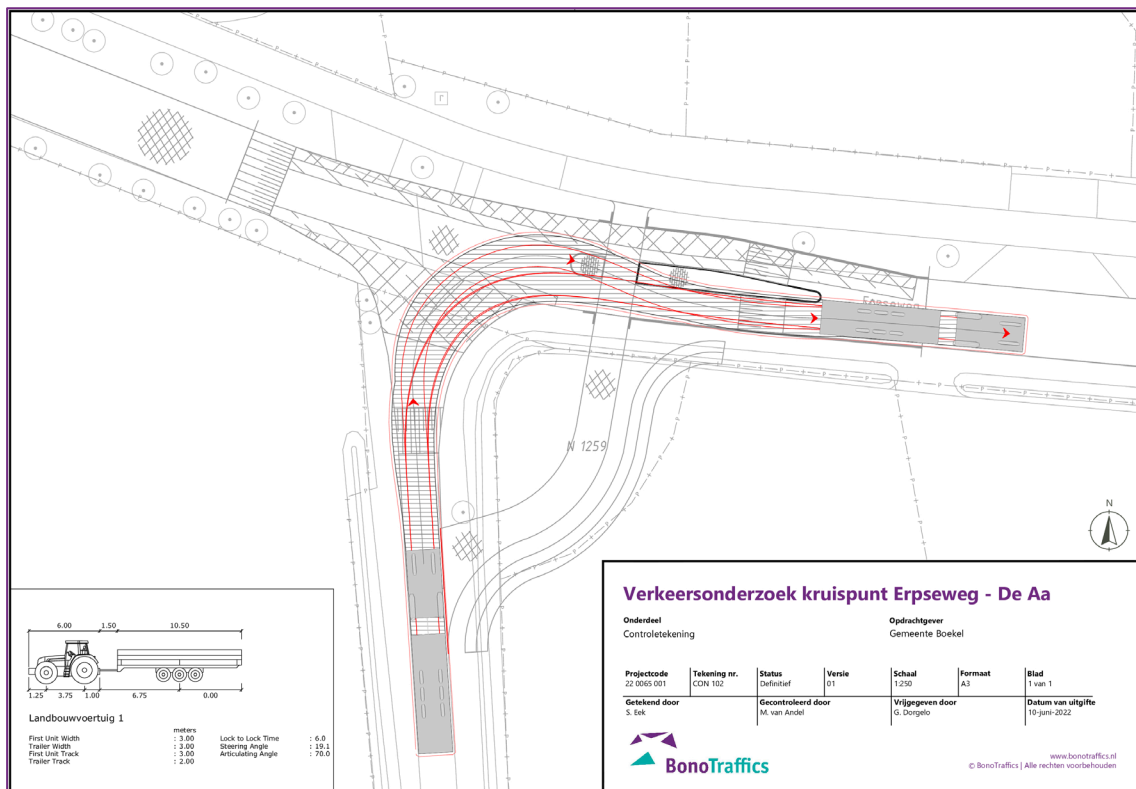 Erpseweg
N 1259
N
6.00 1.50 10.50
1.25 3.75 1.00 6.75 0.00
Landbouwvoertuig 1
meters
First Unit Width : 3.00 Lock to Lock Time : 6.0
Trailer Width : 3.00 Steering Angle : 19.1
First Unit Track : 3.00 Articulating Angle : 70.0
Trailer Track : 2.00
Verkeersonderzoek kruispunt Erpseweg - De Aa
Onderdeel Opdrachtgever
Controletekening Gemeente Boekel
Projectcode Tekening nr. Status Versie Schaal Formaat Blad
22 0065 001 CON 102 Definitief 01 1:250 A3 1 van 1
Getekend door Gecontroleerd door Vrijgegeven door Datum van uitgifte
S. Eek M. van Andel G. Dorgelo 10-juni-2022
BonoTraffics
www.bonotraffics.nl
© BonoTraffics | Alle rechten voorbehouden